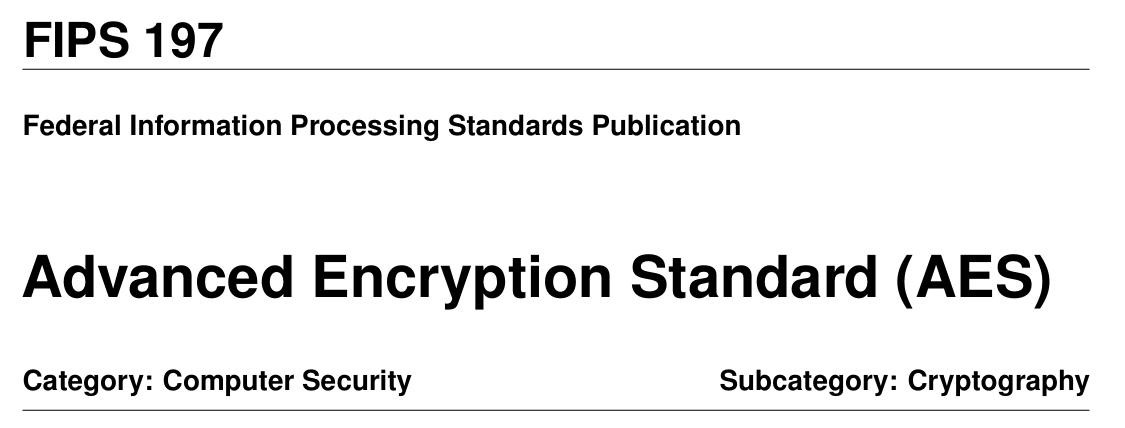 FIPS 197
Federal Information Processing Standards Publication
Advanced Encryption Standard (AES)
Category: Computer Security Subcategory: Cryptography